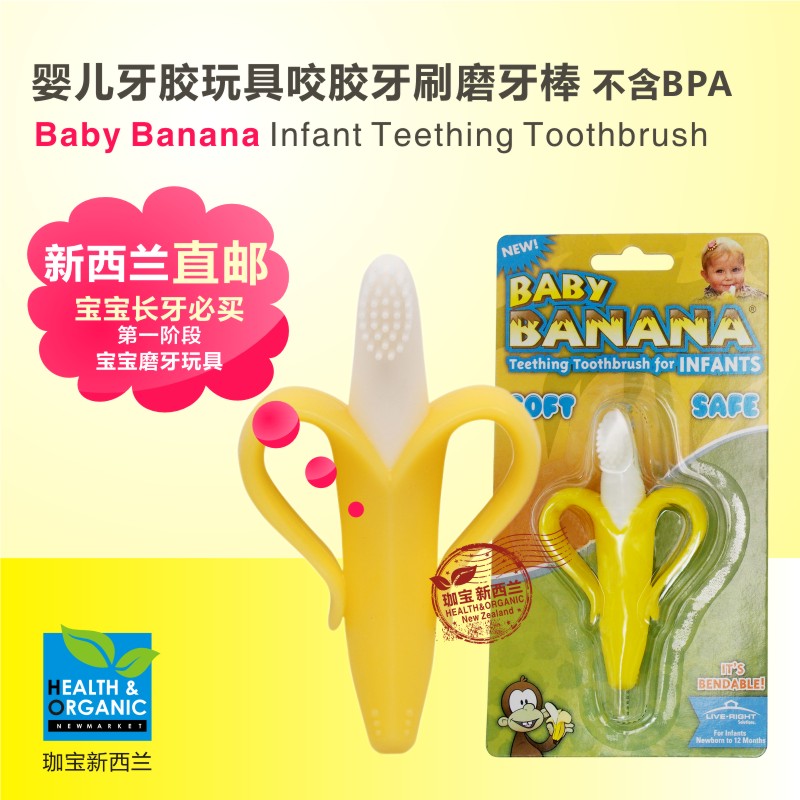 婴儿牙胶玩具咬胶牙刷磨牙棒 不含BPA
Baby Banana Infant Teething Toothbrush
新西兰直邮
宝宝长牙必买
第一阶段
宝宝磨牙玩具
NEW!
BABY
BANANA®
Teething Toothbrush for INFANTS
SOFT SAFE
珈宝新西兰
HEALTH&ORGANIC
New Zealand
IT'S
BENDABLE!
LIVE-RIGHT
For Infants
Newborn to 12 Months
HEALTH &
ORGANIC
NEWMARKET
珈宝新西兰